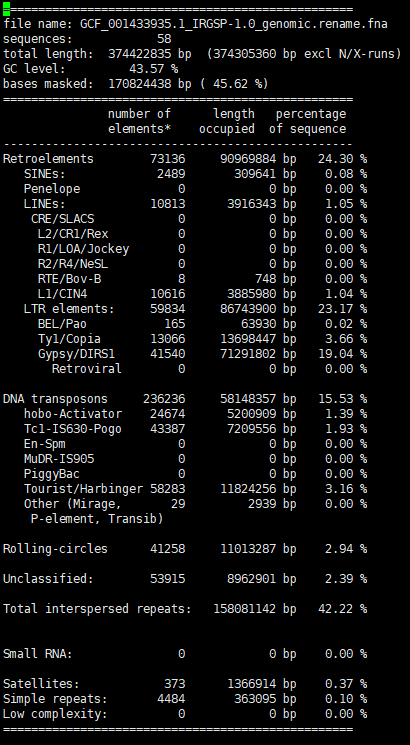 ==================================================
file name: GCF_001433935.1_IRGSP-1.0_genomic.rename.fna
sequences:            58
total length:  374422835 bp  (374305360 bp excl N/X-runs)
GC level:         43.57 %
bases masked:  170824438 bp ( 45.62 %)
==================================================
               number of      length   percentage
               elements*    occupied  of sequence
--------------------------------------------------
Retroelements        73136     90969884 bp   24.30 %
   SINEs:             2489       309641 bp    0.08 %
   Penelope              0            0 bp    0.00 %
   LINEs:            10813      3916343 bp    1.05 %
    CRE/SLACS            0            0 bp    0.00 %
     L2/CR1/Rex          0            0 bp    0.00 %
     R1/LOA/Jockey       0            0 bp    0.00 %
     R2/R4/NeSL          0            0 bp    0.00 %
     RTE/Bov-B           8          748 bp    0.00 %
     L1/CIN4         10616      3885980 bp    1.04 %
   LTR elements:     59834     86743900 bp   23.17 %
     BEL/Pao           165        63930 bp    0.02 %
     Ty1/Copia       13066     13698447 bp    3.66 %
     Gypsy/DIRS1     41540     71291802 bp   19.04 %
       Retroviral        0            0 bp    0.00 %
DNA transposons     236236     58148357 bp   15.53 %
   hobo-Activator    24674      5200909 bp    1.39 %
   Tc1-IS630-Pogo    43387      7209556 bp    1.93 %
   En-Spm                0            0 bp    0.00 %
   MuDR-IS905            0            0 bp    0.00 %
   PiggyBac              0            0 bp    0.00 %
   Tourist/Harbinger 58283     11824256 bp    3.16 %
   Other (Mirage,       29         2939 bp    0.00 %
    P-element, Transib)
Rolling-circles      41258     11013287 bp    2.94 %
Unclassified:        53915      8962901 bp    2.39 %
Total interspersed repeats:   158081142 bp   42.22 %
Small RNA:               0            0 bp    0.00 %
Satellites:            373      1366914 bp    0.37 %
Simple repeats:       4484       363095 bp    0.10 %
Low complexity:          0            0 bp    0.00 %
==================================================